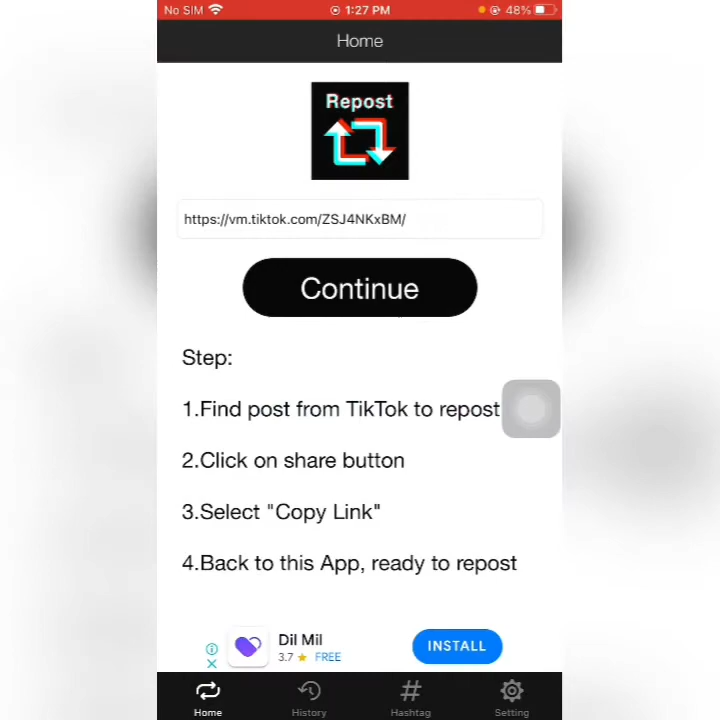 No SIM 1:27 PM 48%
Home
Repost
https://vm.tiktok.com/ZSJ4NKxBM/
Continue
Step:
1.Find post from TikTok to repost
2.Click on share button
3.Select "Copy Link"
4.Back to this App, ready to repost
Dil Mil
3.7 ★ FREE
INSTALL
Home History Hashtag Setting